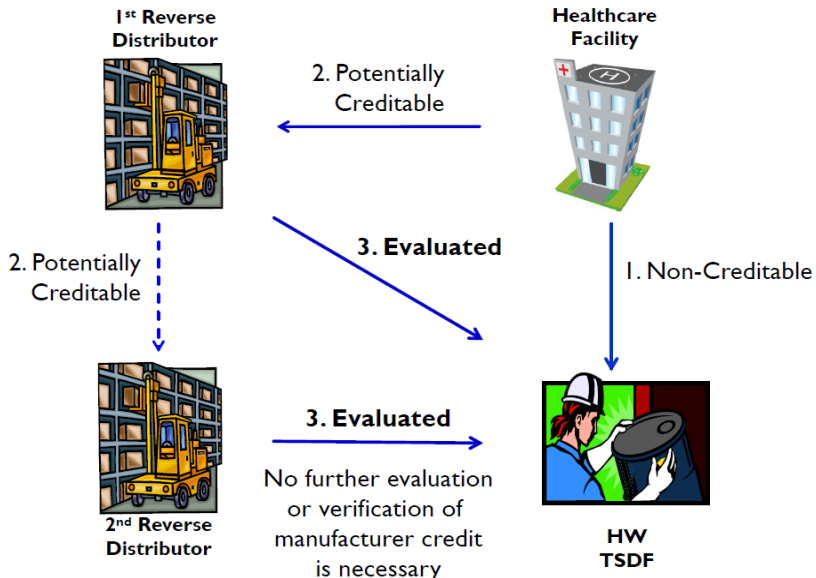 1st Reverse
Distributor
Healthcare
Facility
H
2. Potentially
Creditable
3. Evaluated
2. Potentially
Creditable
1. Non-Creditable
3. Evaluated
No further evaluation
or verification of
manufacturer credit
is necessary
2nd Reverse
Distributor
HW
TSDF